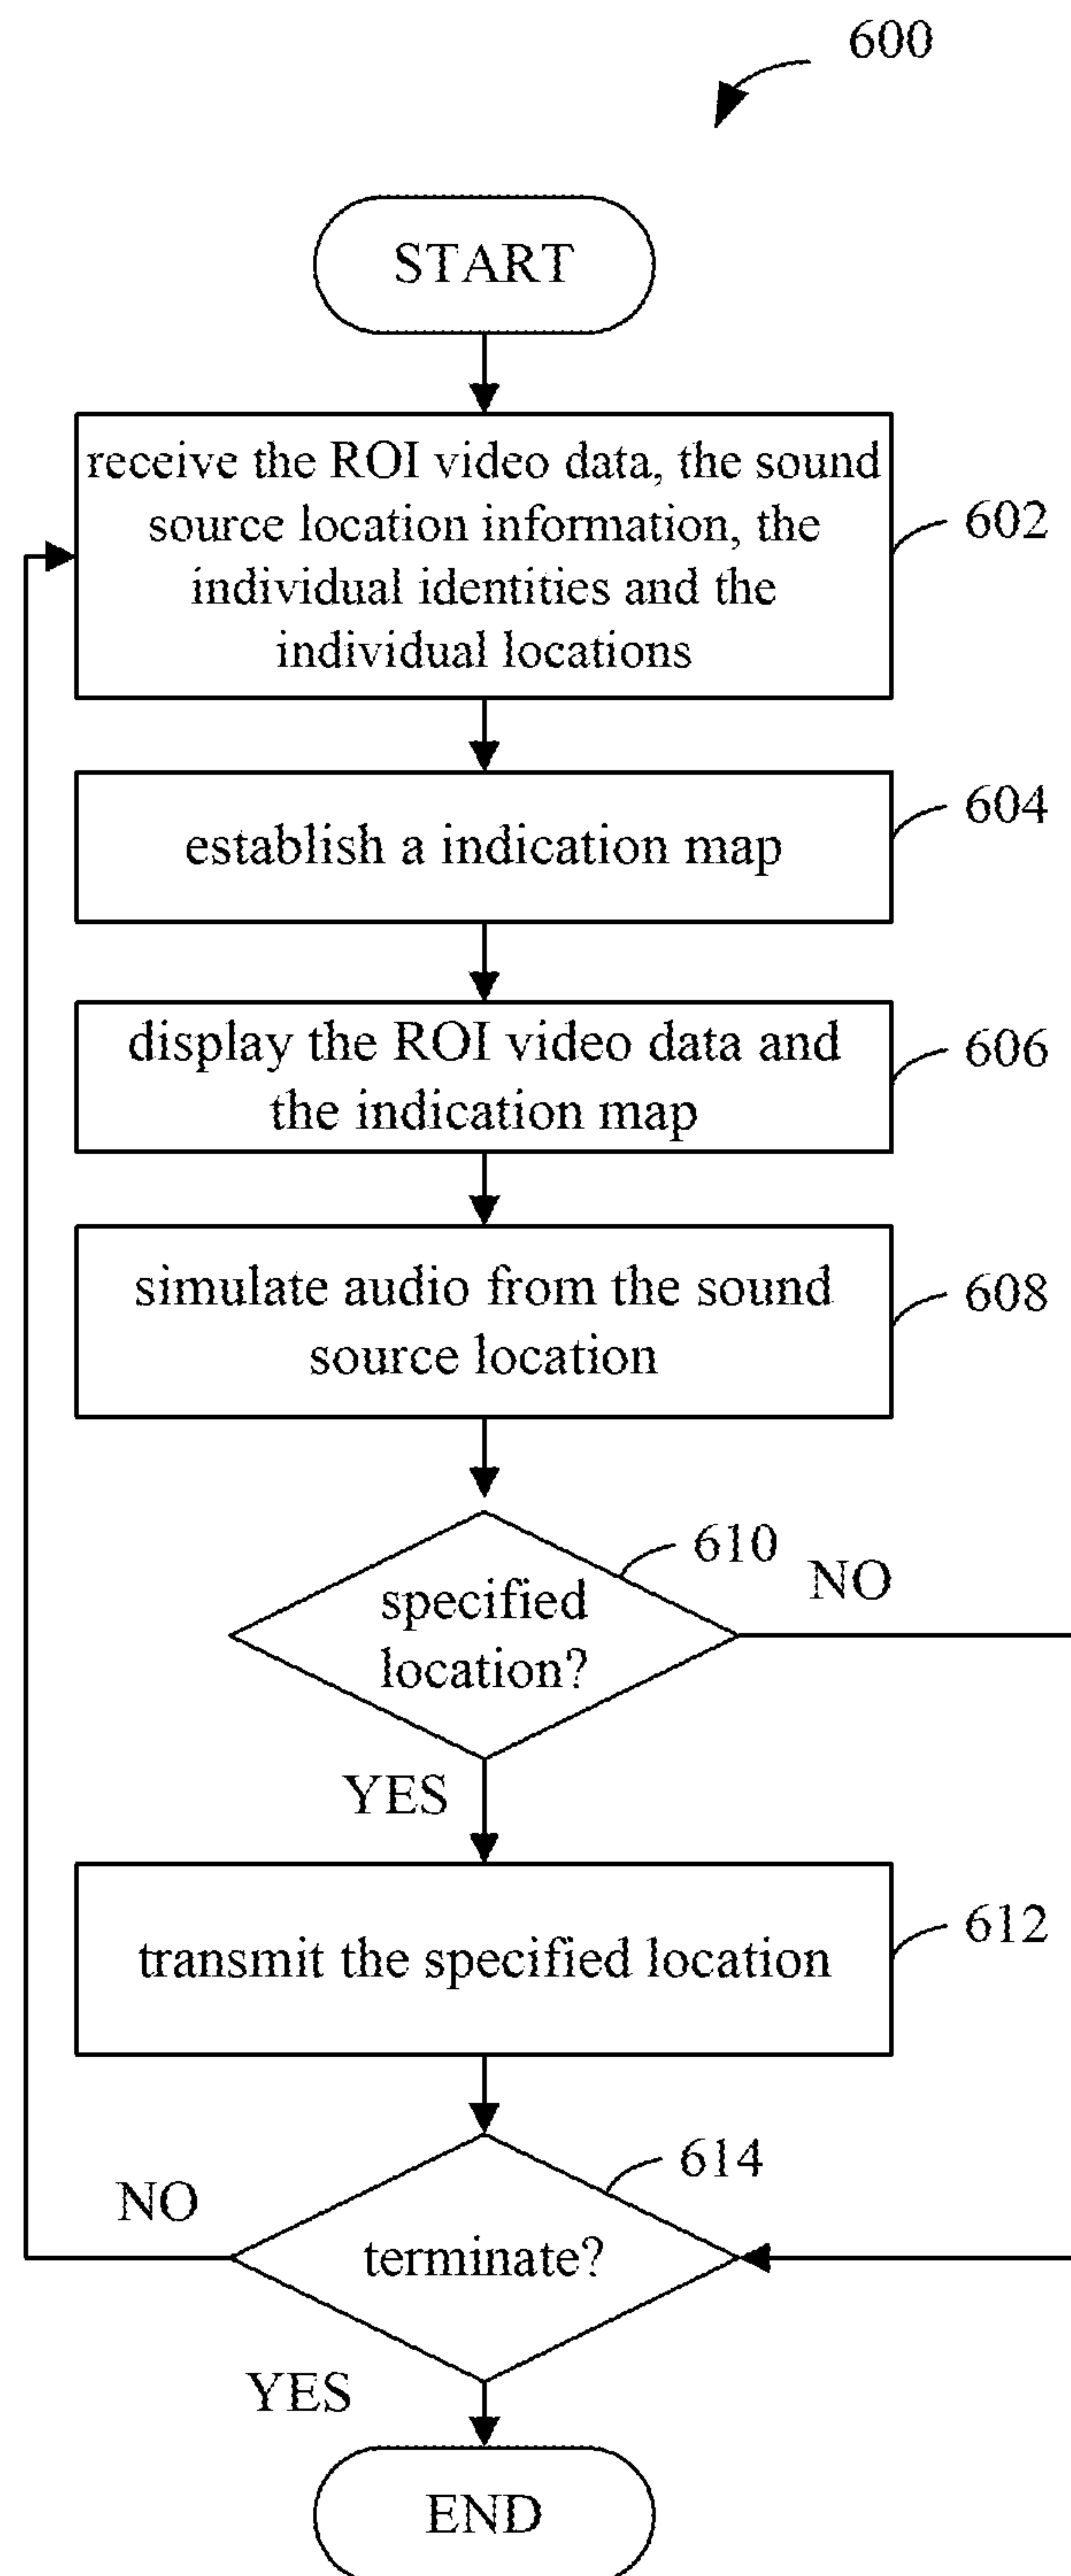 600
START
receive the ROI video data, the sound
source location information, the
individual identities and the
individual locations
602
establish a indication map
604
display the ROI video data and
the indication map
606
simulate audio from the sound
source location
608
specified
location?
610
NO
YES
transmit the specified location
612
terminate?
614
NO
YES
END